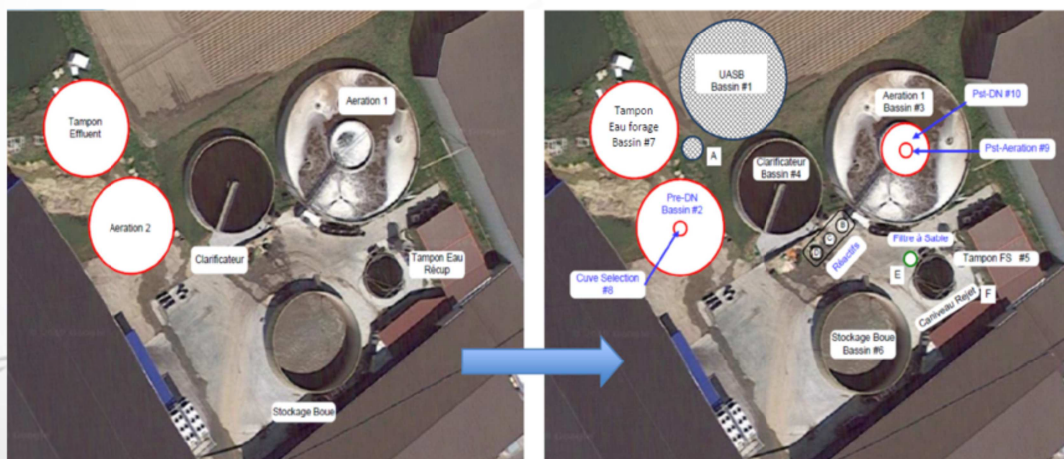 Tampon
Effluent
Aeration 1
Aeration 2
Clarificateur
Tampon Eau
Récup
Stockage Boue
UASB
Bassin #1
Tampon
Eau forage
Bassin #7
A
Aeration 1
Bassin #3
Pst-DN #10
Pst-Aeration #9
Clarificateur
Bassin #4
Pre-DN
Bassin #2
B
C
D
Réactifs
Filtre à Sable
E
Tampon FS #5
Cuve Selection
#8
Caniveau Rejet
F
Stockage Boue
Bassin #6